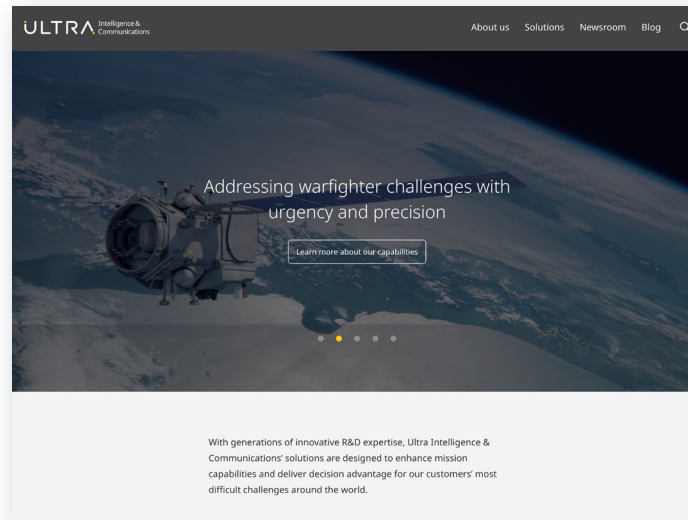 ULTRA Intelligence &
Communications
About us Solutions Newsroom Blog
Addressing warfighter challenges with
urgency and precision
Learn more about our capabilities
With generations of innovative R&D expertise, Ultra Intelligence &
Communications’ solutions are designed to enhance mission
capabilities and deliver decision advantage for our customers’ most
difficult challenges around the world.